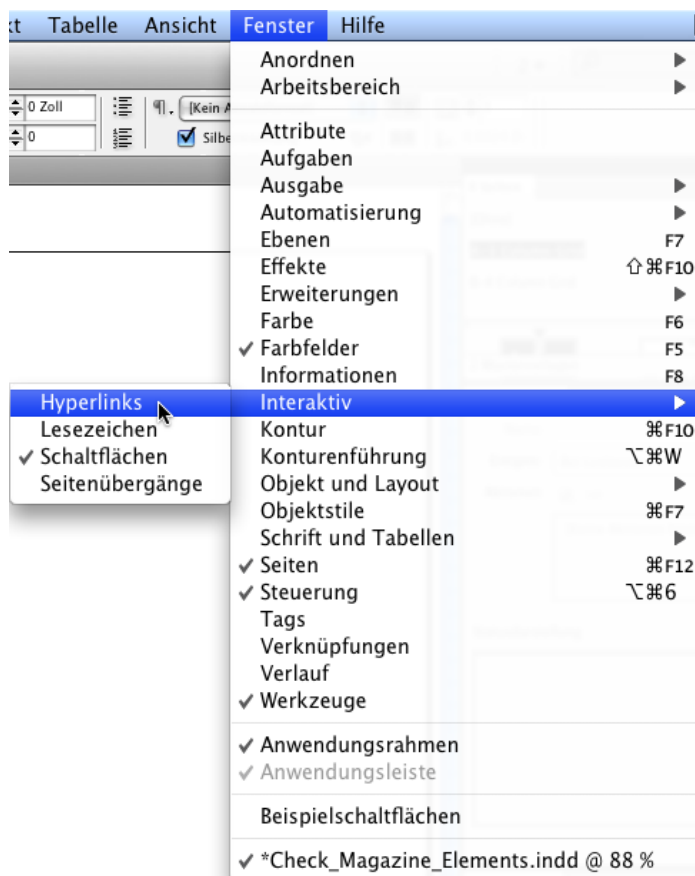 kt Tabelle Ansicht Fenster Hilfe
0 Zoll ¶. [Kein A
0 Silbe
Anordnen
Arbeitsbereich
Attribute
Aufgaben
Ausgabe
Automatisierung
Ebenen F7
Effekte ⇧⌘F10
Erweiterungen
Farbe F6
✓ Farbfelder F5
Informationen F8
Interaktiv
Hyperlinks
Lesezeichen
✓ Schaltflächen
Seitenübergänge
Kontur ⌘F10
Konturenführung ⌥⌘W
Objekt und Layout
Objektstile ⌘F7
Schrift und Tabellen
✓ Seiten ⌘F12
✓ Steuerung ⌥⌘6
Tags
Verknüpfungen
Verlauf
✓ Werkzeuge
✓ Anwendungsrahmen
✓ Anwendungsleiste
Beispielschaltflächen
✓ *Check_Magazine_Elements.indd @ 88 %